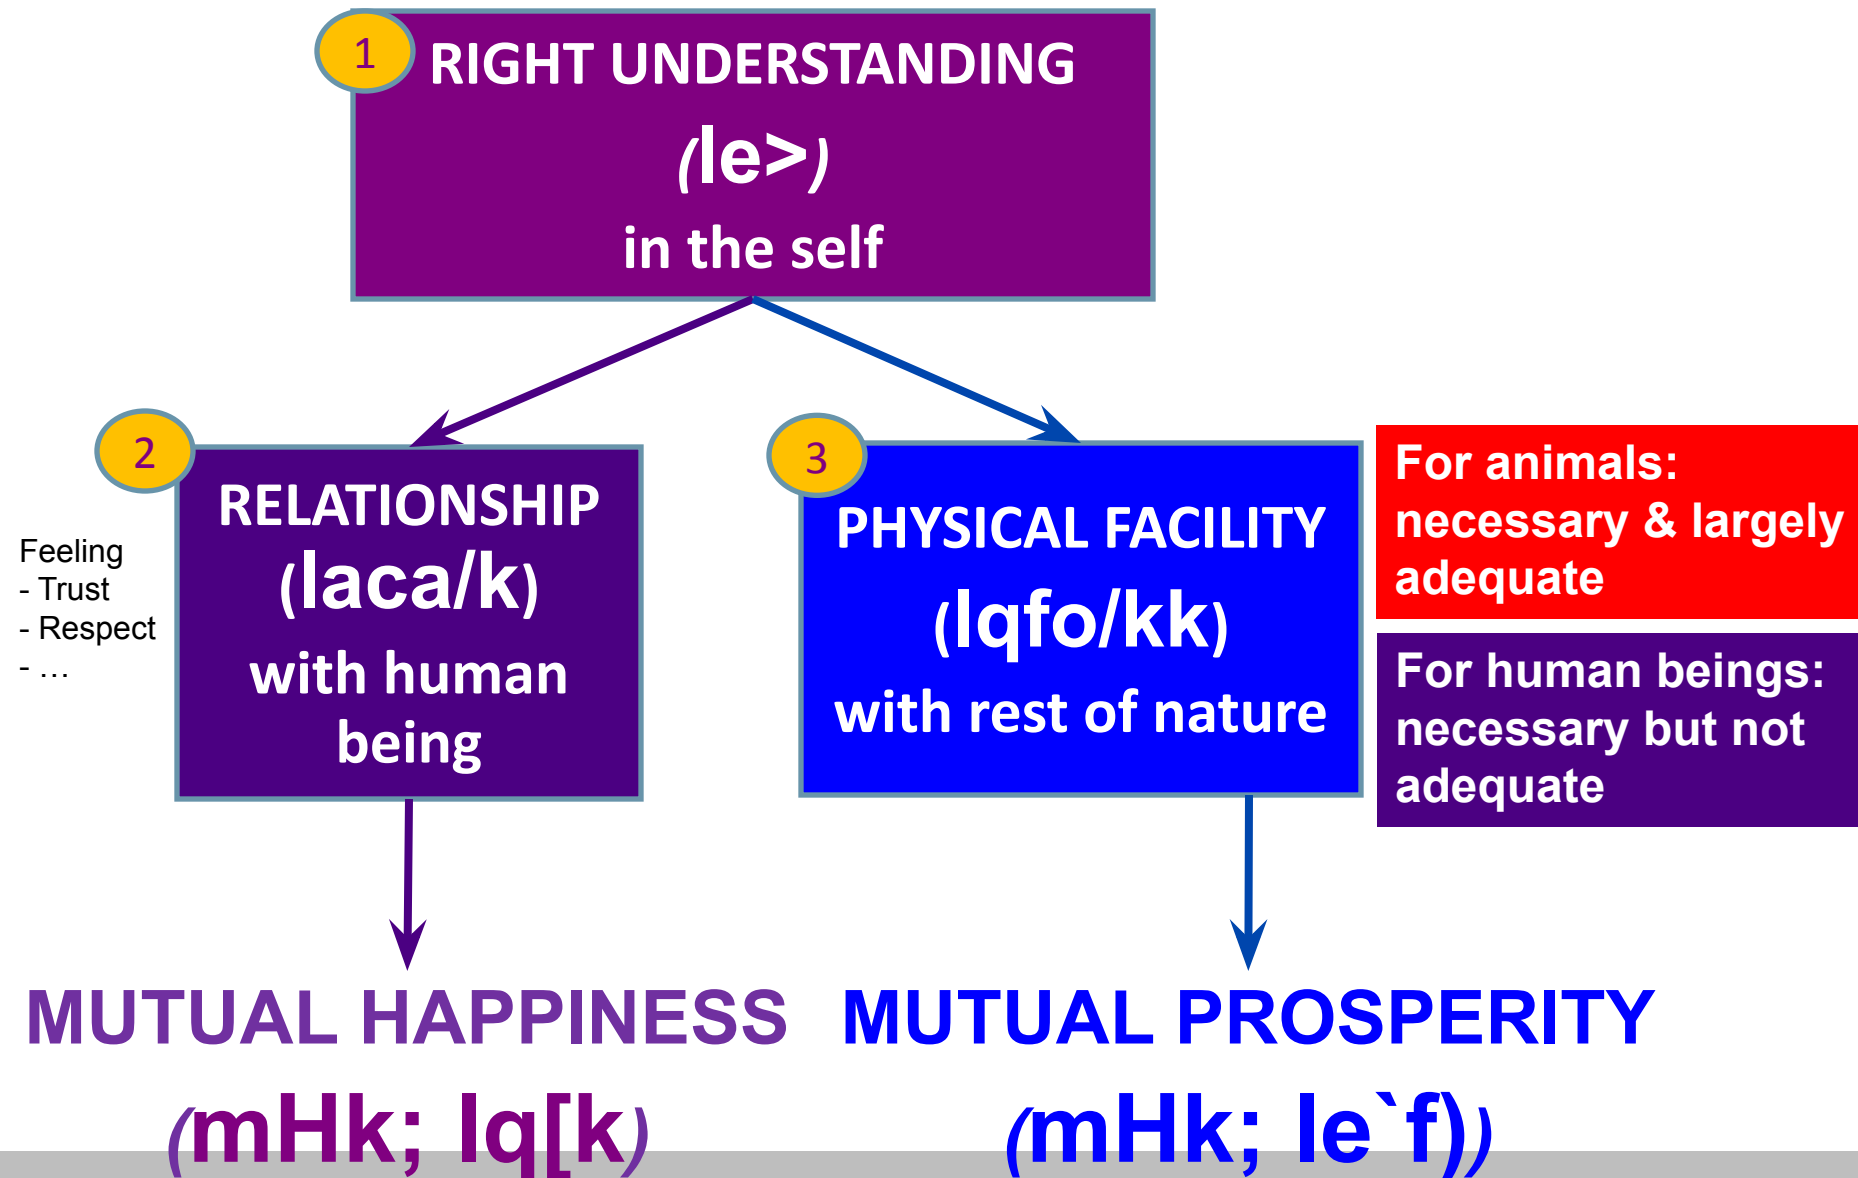 1
RIGHT UNDERSTANDING
(le>)
in the self
2
RELATIONSHIP
(laca/k)
with human
being
Feeling
- Trust
- Respect
- …
3
PHYSICAL FACILITY
(lqfo/kk)
with rest of nature
For animals:
necessary & largely
adequate
For human beings:
necessary but not
adequate
MUTUAL HAPPINESS
(mHk; lq[k)
MUTUAL PROSPERITY
(mHk; le`f))